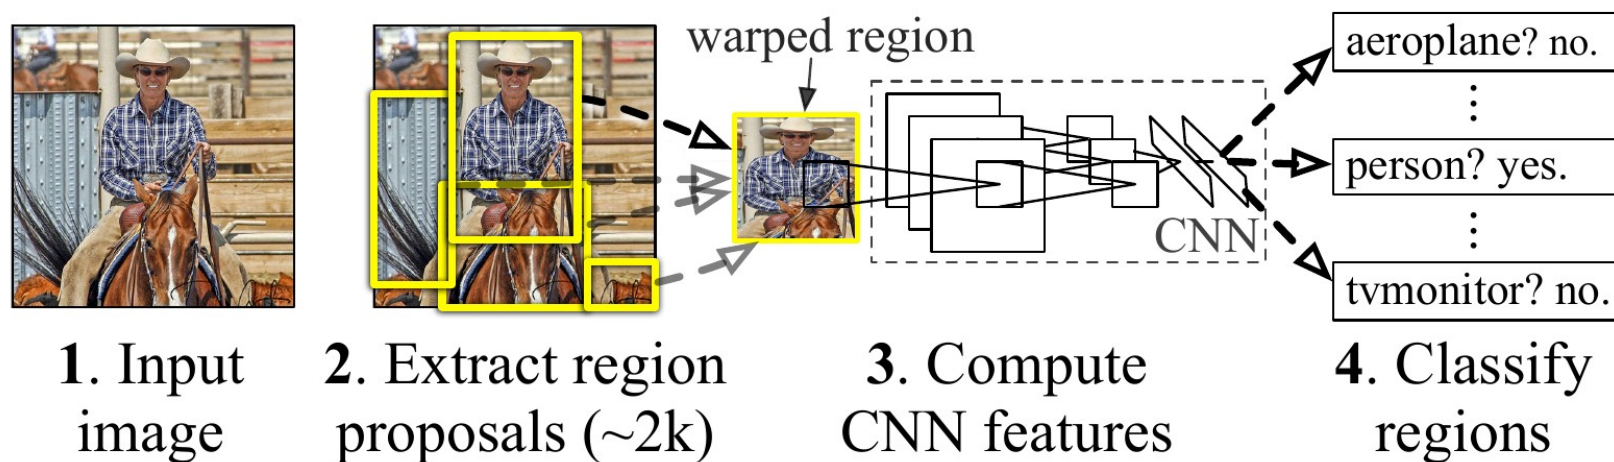 warped region
aeroplane? no.
person? yes.
CNN
tvmonitor? no.
1. Input
image
2. Extract region
proposals (~2k)
3. Compute
CNN features
4. Classify
regions